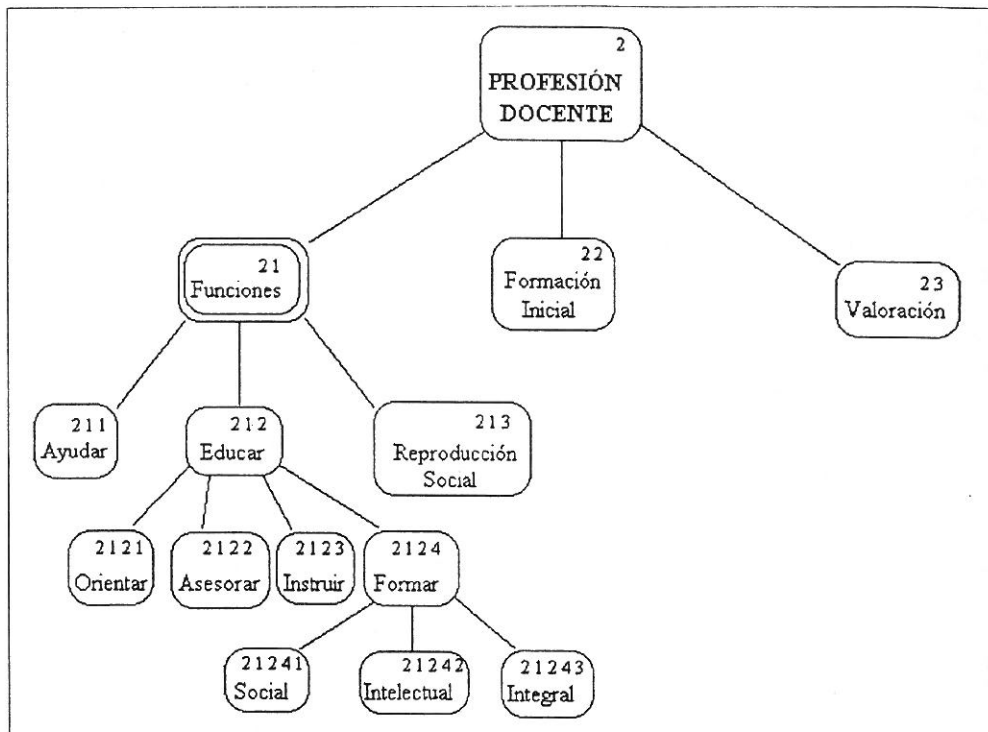 2
PROFESIÓN
DOCENTE
21
Funciones
22
Formación
Inicial
23
Valoración
211
Ayudar
212
Educar
213
Reproducción
Social
2121
Orientar
2122
Asesorar
2123
Instruir
2124
Formar
21241
Social
21242
Intelectual
21243
Integral